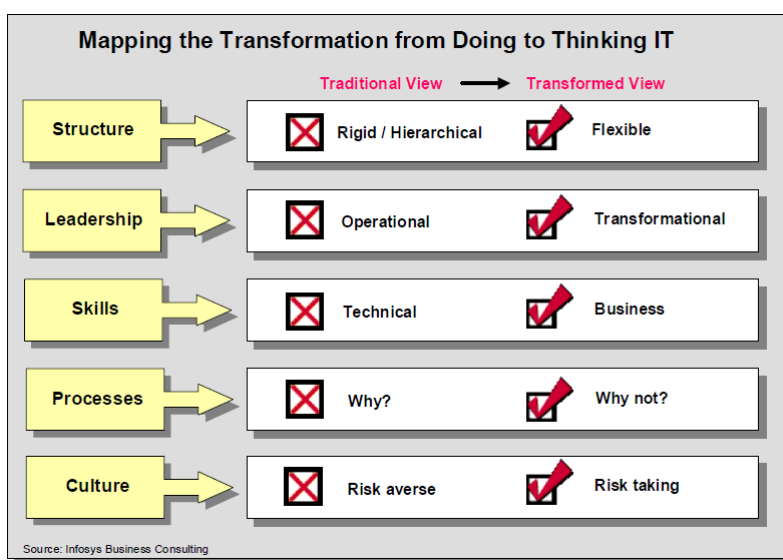 Mapping the Transformation from Doing to Thinking IT
Traditional View Transformed View
Structure Rigid / Hierarchical Flexible
Leadership Operational Transformational
Skills Technical Business
Processes Why? Why not?
Culture Risk averse Risk taking
Source: Infosys Business Consulting